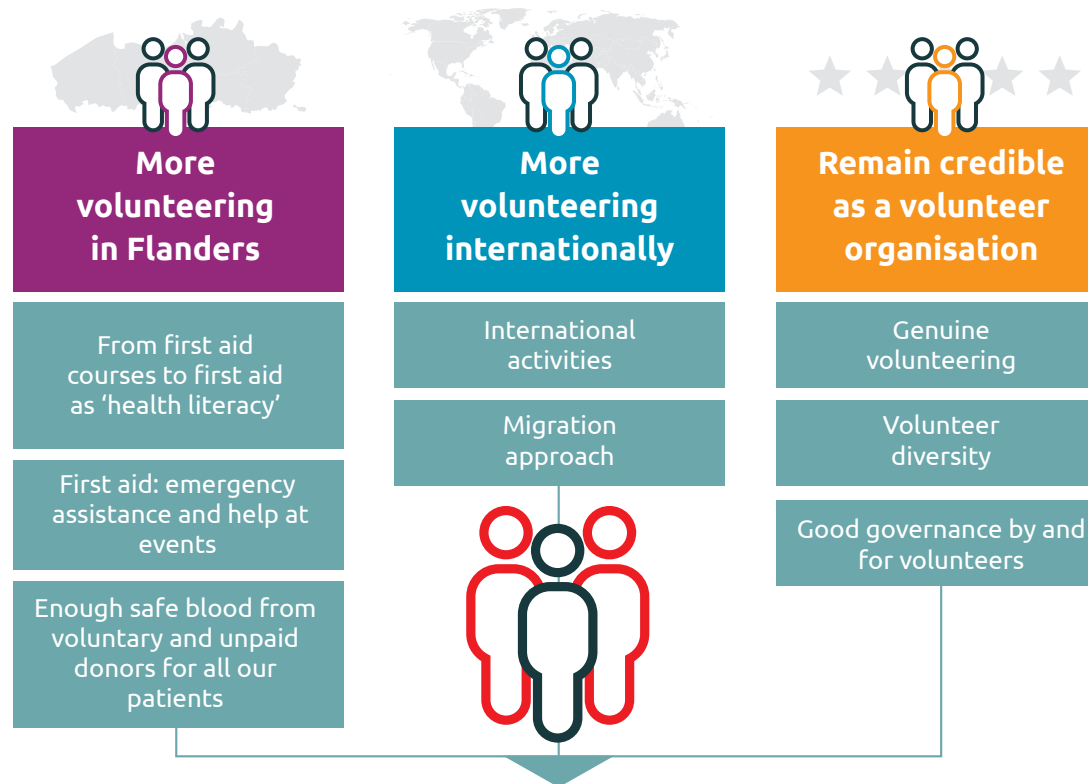 More
volunteering
in Flanders
From first aid
courses to first aid
as ‘health literacy’
First aid: emergency
assistance and help at
events
Enough safe blood from
voluntary and unpaid
donors for all our
patients
More
volunteering
internationally
International
activities
Migration
approach
Remain credible
as a volunteer
organisation
Genuine
volunteering
Volunteer
diversity
Good governance by and
for volunteers